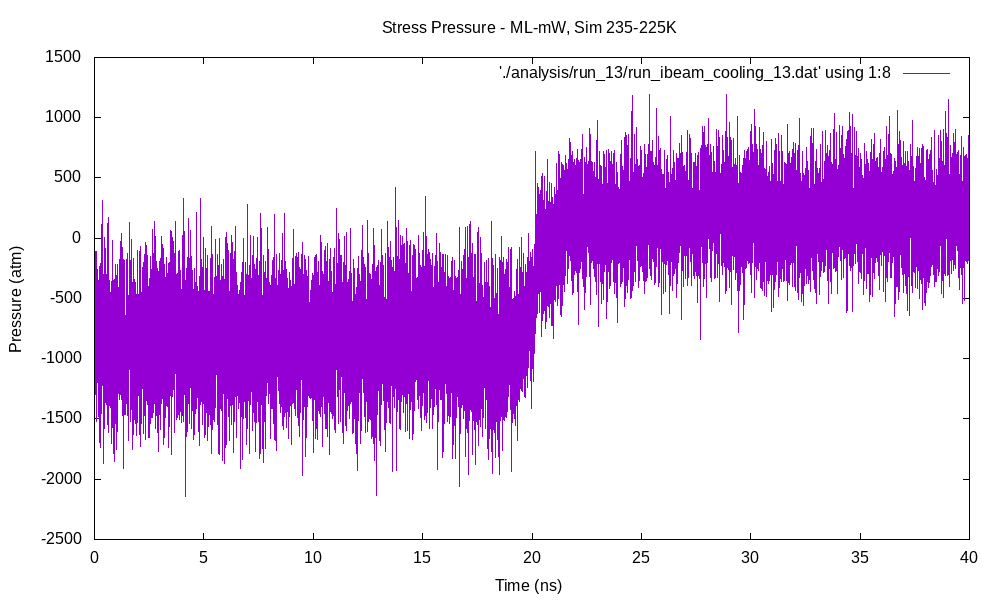 Stress Pressure - ML-mW, Sim 235-225K
'./analysis/run_13/run_ibeam_cooling_13.dat' using 1:8
1500
1000
500
0
-500
-1000
-1500
-2000
-2500
Pressure (atm)
0 5 10 15 20 25 30 35 40
Time (ns)